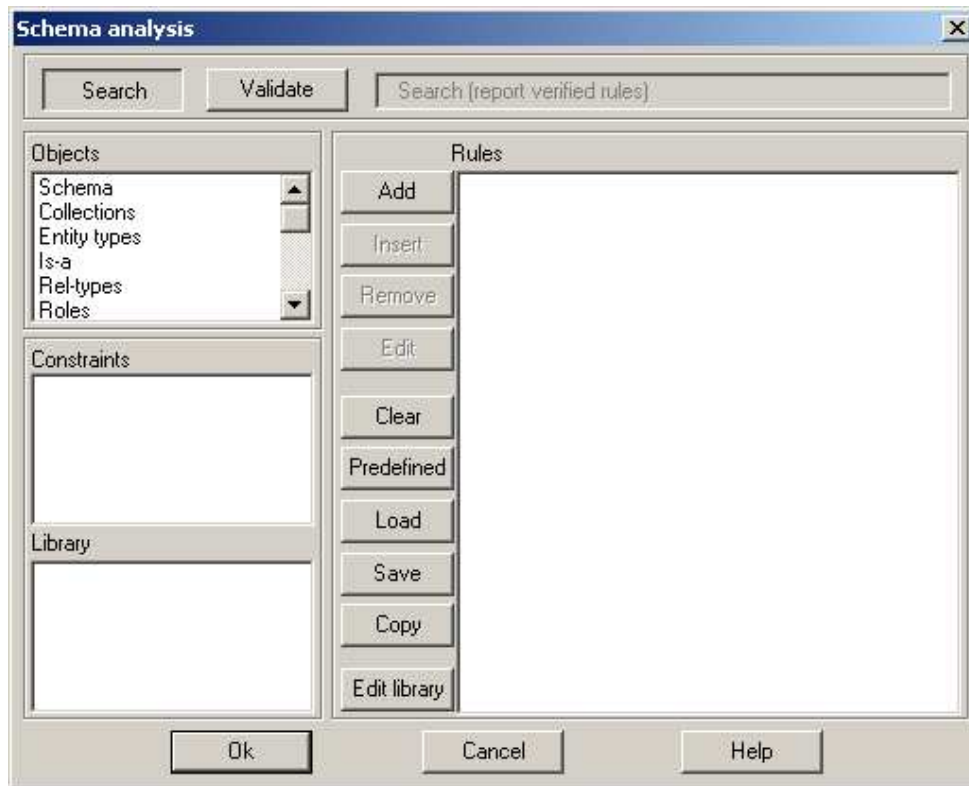 Schema analysis
Search
Validate
Search (report verified rules)
Objects
Schema
Collections
Entity types
Is-a
Rel-types
Roles
Constraints
Library
Rules
Add
Insert
Remove
Edit
Clear
Predefined
Load
Save
Copy
Edit library
Ok
Cancel
Help